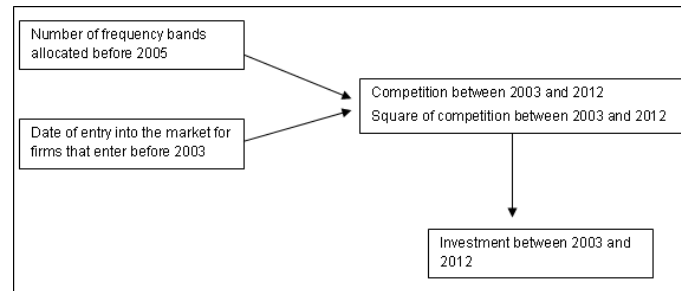 Number of frequency bands
allocated before 2005
Date of entry into the market for
firms that enter before 2003
Competition between 2003 and 2012
Square of competition between 2003 and 2012
Investment between 2003 and
2012